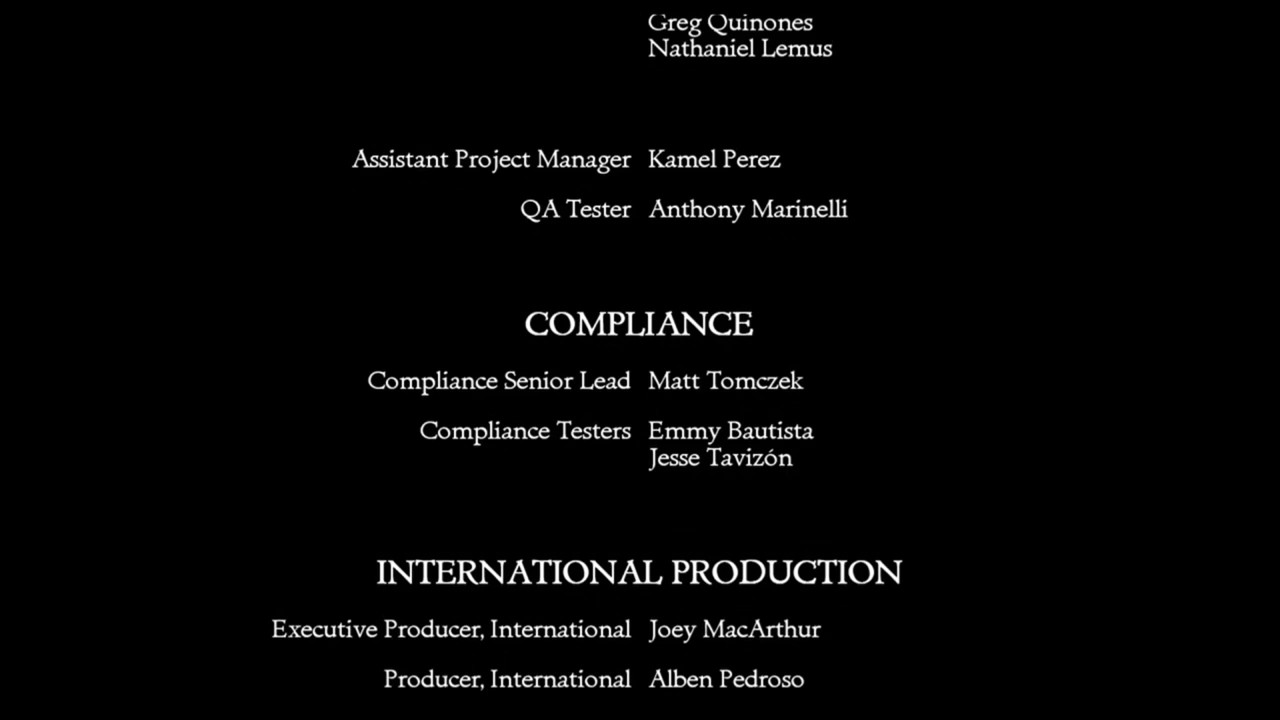 Greg Quinones
Nathaniel Lemus
Assistant Project Manager Kamel Perez
QA Tester Anthony Marinelli
COMPLIANCE
Compliance Senior Lead Matt Tomczek
Compliance Testers Emmy Bautista
Jesse Tavizón
INTERNATIONAL PRODUCTION
Executive Producer, International Joey MacArthur
Producer, International Alben Pedroso